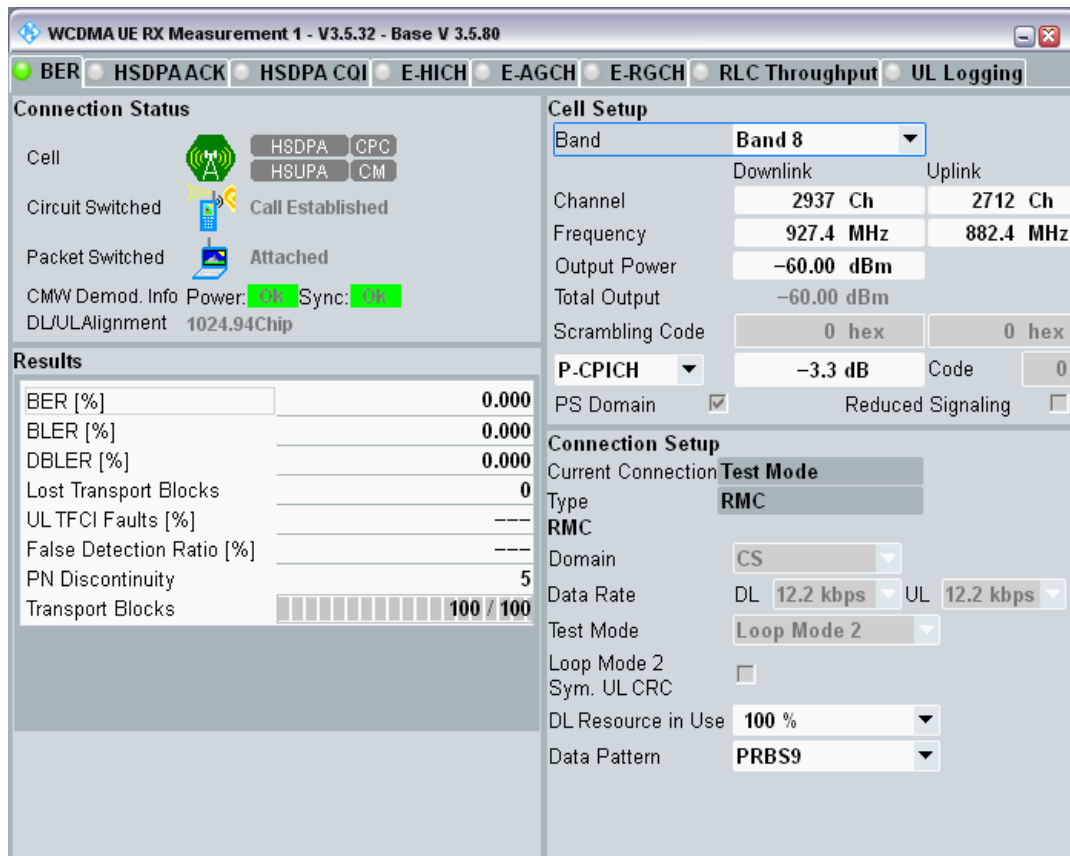 WCDMA UE RX Measurement 1 - V3.5.32 - Base V 3.5.80
BER HSDPA ACK HSDPA CQI E-HICH E-AGCH E-RGCH RLC Throughput UL Logging
Connection Status
Cell
HSDPA CPC
HSUPA CM
Circuit Switched Call Established
Packet Switched Attached
CMW Demod. Info Power: Ok Sync: Ok
DL/UL Alignment 1024.94Chip
Results
BER [%] 0.000
BLER [%] 0.000
DBLER [%] 0.000
Lost Transport Blocks 0
UL TFCI Faults [%] ---
False Detection Ratio [%] ---
PN Discontinuity 5
Transport Blocks 100 / 100
Cell Setup
Band Band 8
Downlink Uplink
Channel 2937 Ch 2712 Ch
Frequency 927.4 MHz 882.4 MHz
Output Power -60.00 dBm
Total Output -60.00 dBm
Scrambling Code 0 hex 0 hex
P-CPICH -3.3 dB Code 0
PS Domain Reduced Signaling
Connection Setup
Current Connection Test Mode
Type RMC
RMC
Domain CS
Data Rate DL 12.2 kbps UL 12.2 kbps
Test Mode Loop Mode 2
Loop Mode 2
Sym. UL CRC
DL Resource in Use 100 %
Data Pattern PRBS9